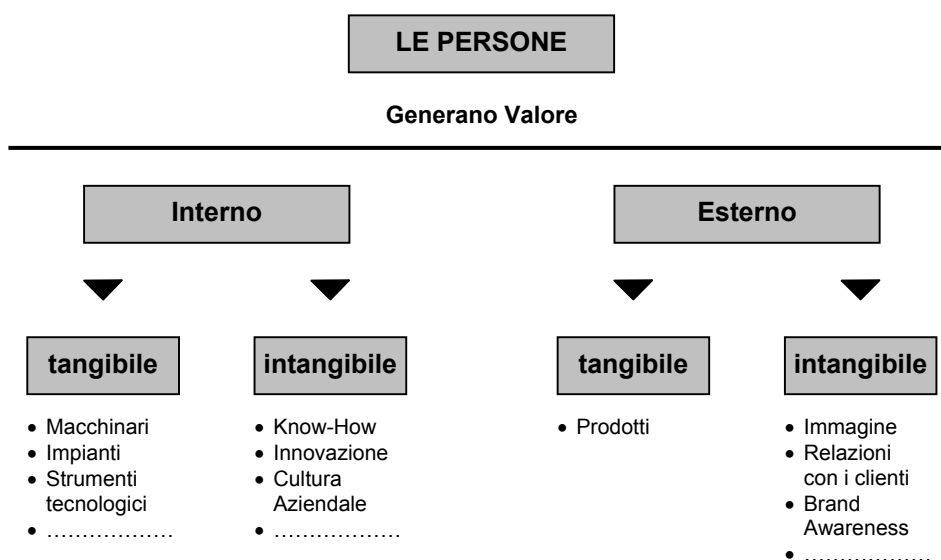 LE PERSONE
Generano Valore
Interno
Esterno
tangibile
intangibile
tangibile
intangibile
• Macchinari
• Impianti
• Strumenti
tecnologici
• ………………
• Know-How
• Innovazione
• Cultura
Aziendale
• ………………
• Prodotti
• Immagine
• Relazioni
con i clienti
• Brand
Awareness
• ………………